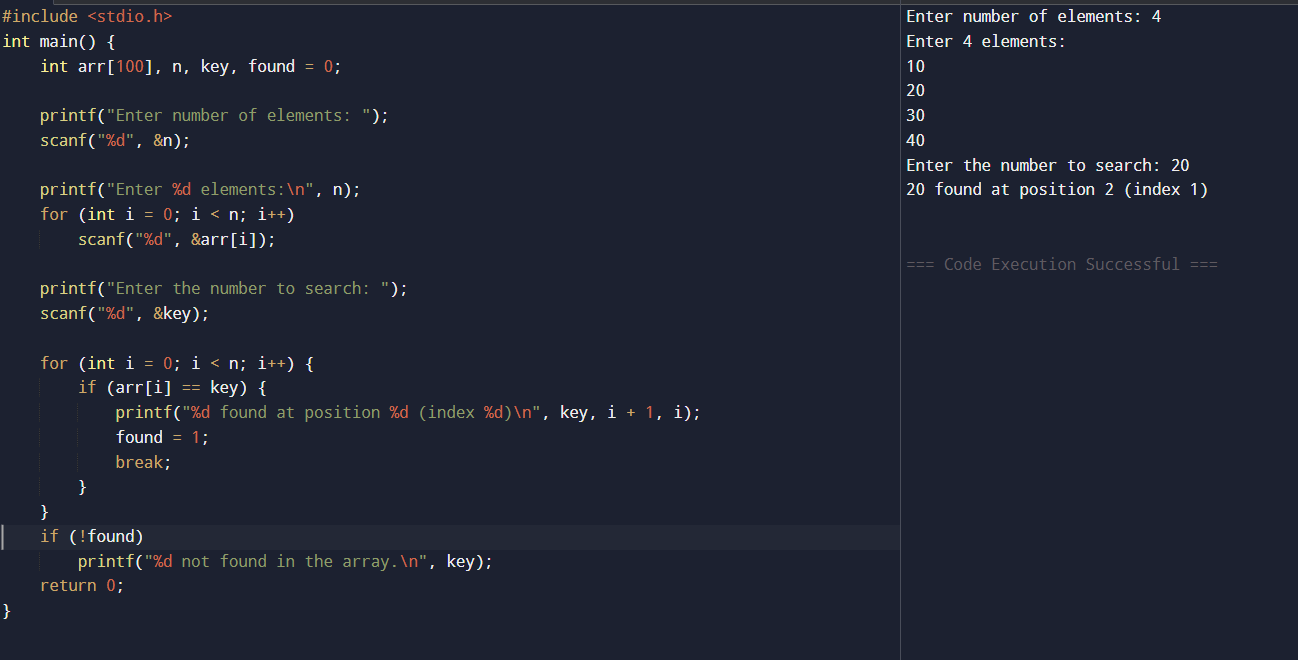 #include <stdio.h>
int main() {
    int arr[100], n, key, found = 0;
    printf("Enter number of elements: ");
    scanf("%d", &n);
    printf("Enter %d elements:\n", n);
    for (int i = 0; i < n; i++)
        scanf("%d", &arr[i]);
    printf("Enter the number to search: ");
    scanf("%d", &key);
    for (int i = 0; i < n; i++) {
        if (arr[i] == key) {
            printf("%d found at position %d (index %d)\n", key, i + 1, i);
            found = 1;
            break;
        }
    }
    if (!found)
        printf("%d not found in the array.\n", key);
    return 0;
}
Enter number of elements: 4
Enter 4 elements:
10
20
30
40
Enter the number to search: 20
20 found at position 2 (index 1)
=== Code Execution Successful ===